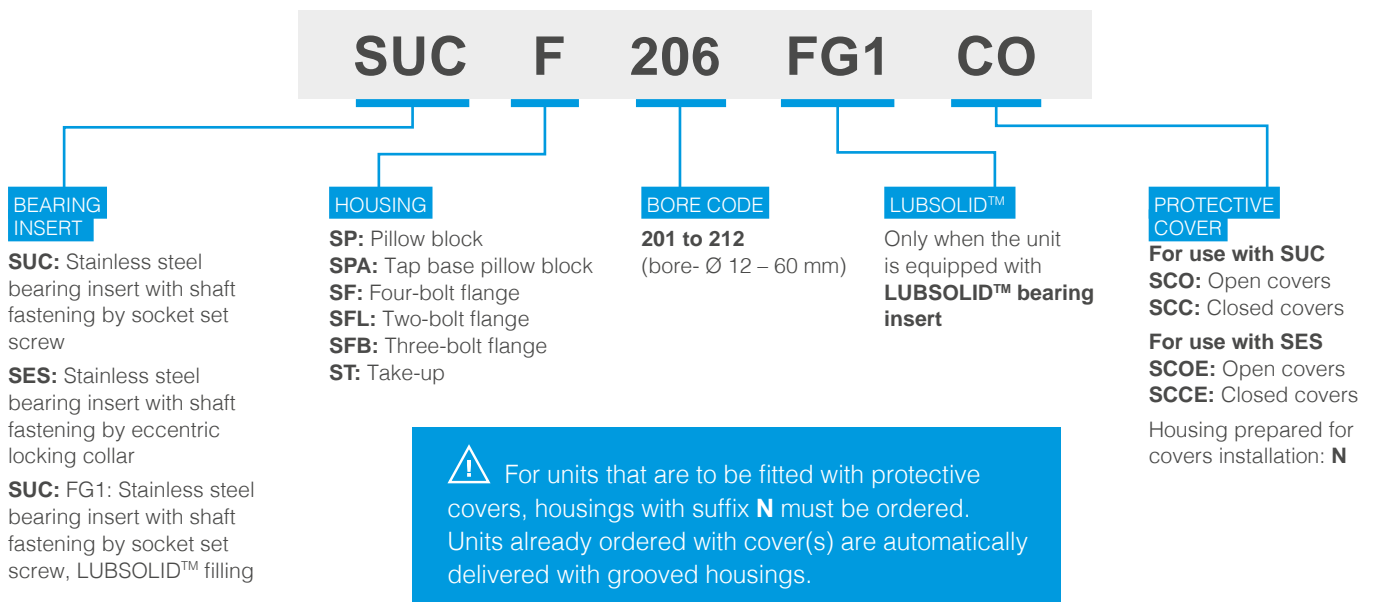 SUC F 206 FG1 CO
BEARING
INSERT
SUC: Stainless steel
bearing insert with shaft
fastening by socket set
screw
SES: Stainless steel
bearing insert with shaft
fastening by eccentric
locking collar
SUC: FG1: Stainless steel
bearing insert with shaft
fastening by socket set
screw, LUBSOLID™ filling
HOUSING
SP: Pillow block
SPA: Tap base pillow block
SF: Four-bolt flange
SFL: Two-bolt flange
SFB: Three-bolt flange
ST: Take-up
BORE CODE
201 to 212
(bore- Ø 12 – 60 mm)
LUBSOLID™
Only when the unit
is equipped with
LUBSOLID™ bearing
insert
PROTECTIVE
COVER
For use with SUC
SCO: Open covers
SCC: Closed covers
For use with SES
SCOE: Open covers
SCCE: Closed covers
Housing prepared for
covers installation: N
For units that are to be fitted with protective
covers, housings with suffix N must be ordered.
Units already ordered with cover(s) are automatically
delivered with grooved housings.